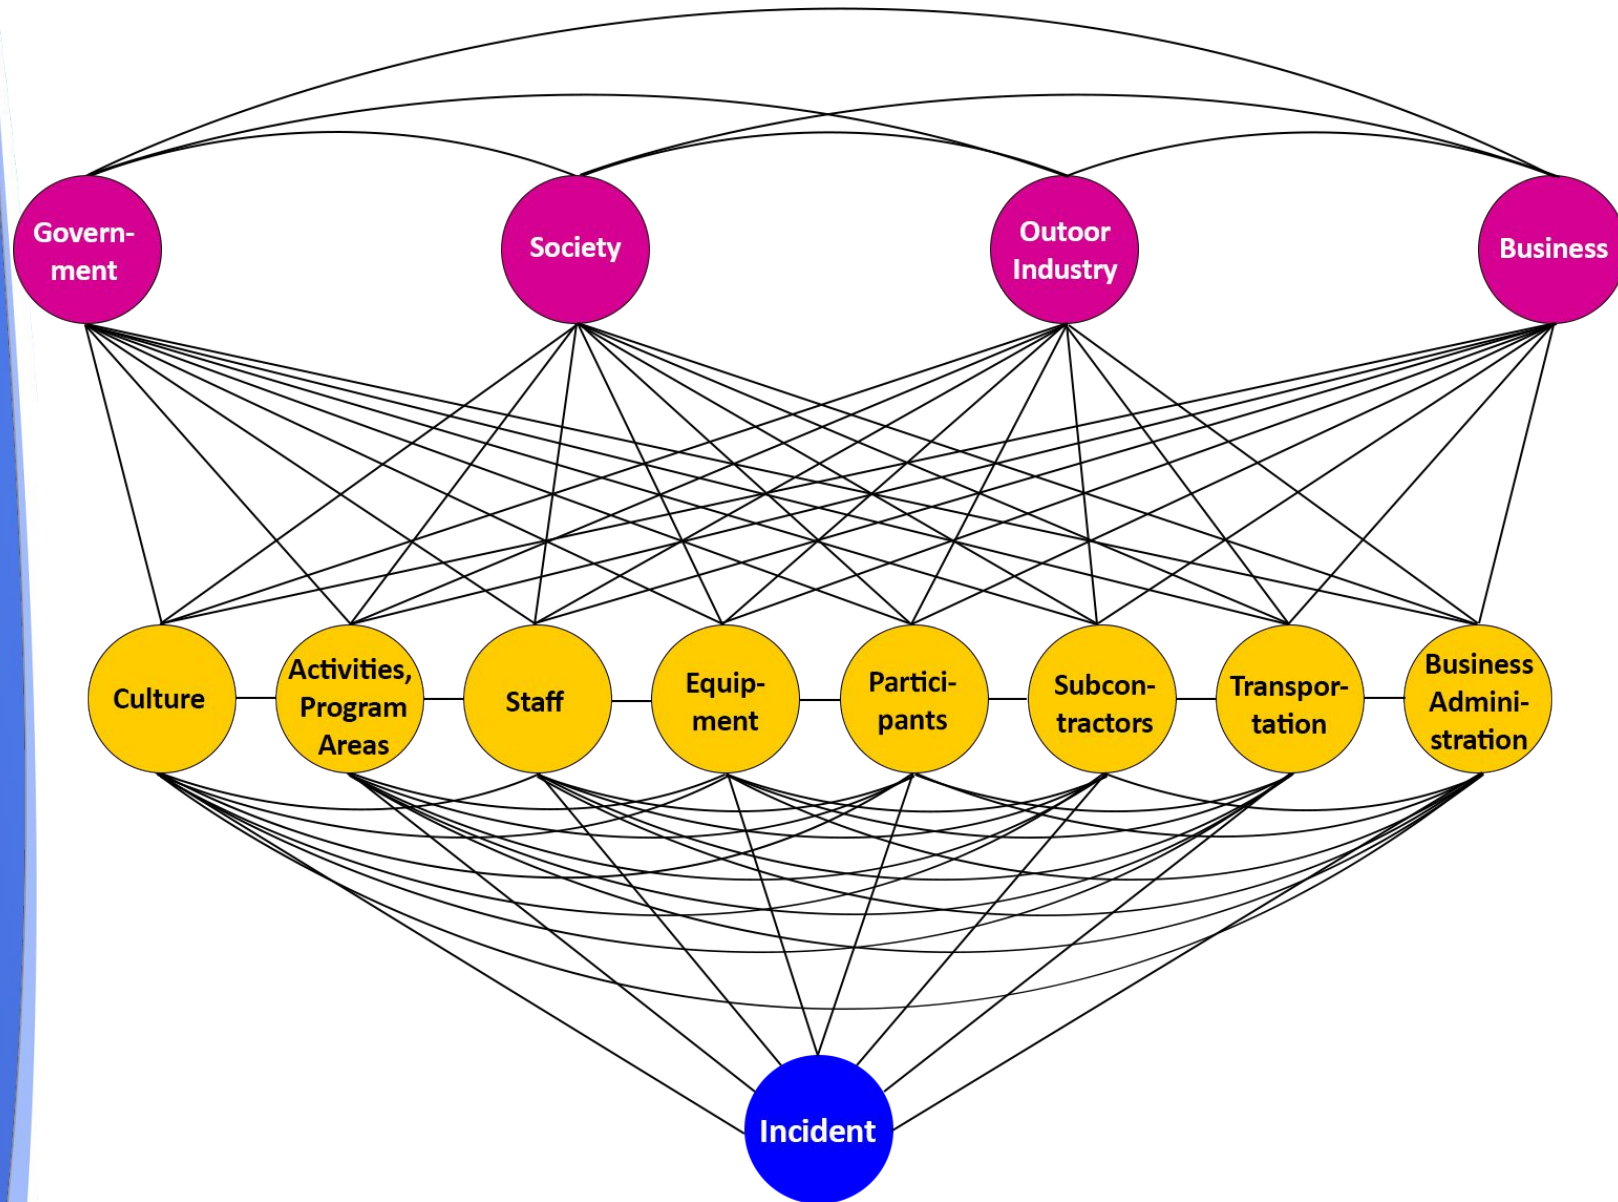 Govern-
ment
Society
Outoor
Industry
Business
Culture
Activities,
Program
Areas
Staff
Equip-
ment
Partici-
pants
Subcon-
tractors
Transpor-
tation
Business
Admini-
stration
Incident